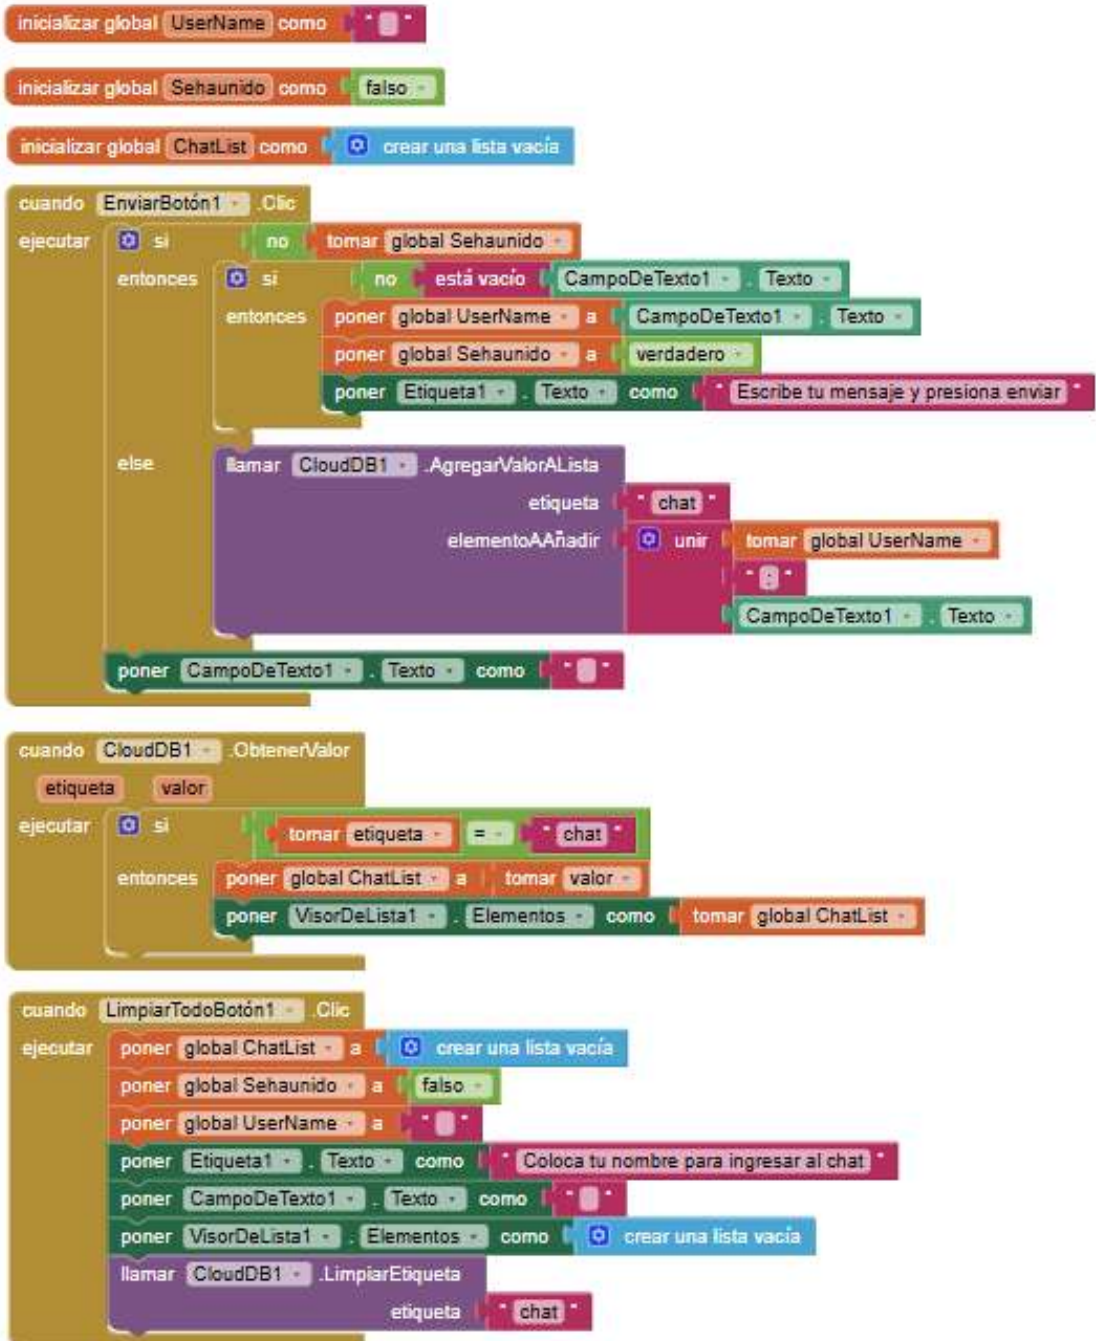 inicializar global UserName como " "
inicializar global Sehaunido como falso
inicializar global ChatList como crear una lista vacía
cuando EnviarBotón1 .Clic
ejecutar si no tomar global Sehaunido
entonces si no está vacío CampoDeTexto1 . Texto
entonces poner global UserName a CampoDeTexto1 . Texto
poner global Sehaunido a verdadero
poner Etiqueta1 . Texto como " Escribe tu mensaje y presiona enviar "
else llamar CloudDB1 .AgregarValorALista
etiqueta " chat "
elementoAAñadir unir tomar global UserName
" : "
CampoDeTexto1 . Texto
poner CampoDeTexto1 . Texto como " "
cuando CloudDB1 .ObtenerValor
etiqueta valor
ejecutar si tomar etiqueta = " chat "
entonces poner global ChatList a tomar valor
poner VisorDeLista1 . Elementos como tomar global ChatList
cuando LimpiarTodoBotón1 .Clic
ejecutar poner global ChatList a crear una lista vacía
poner global Sehaunido a falso
poner global UserName a " "
poner Etiqueta1 . Texto como " Coloca tu nombre para ingresar al chat "
poner CampoDeTexto1 . Texto como " "
poner VisorDeLista1 . Elementos como crear una lista vacía
llamar CloudDB1 .LimpiarEtiqueta
etiqueta " chat "